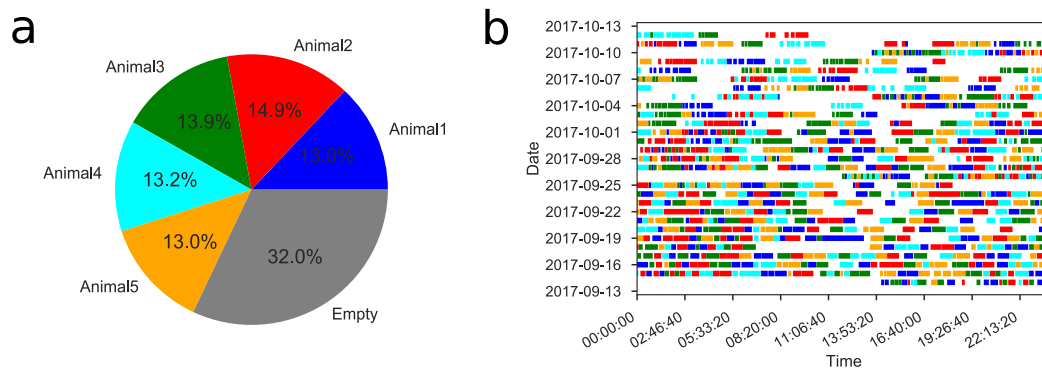 a
Animal1
Animal2
Animal3
Animal4
Animal5
Empty
13.0%
14.9%
13.9%
13.2%
13.0%
32.0%
b
Date
2017-10-13
2017-10-10
2017-10-07
2017-10-04
2017-10-01
2017-09-28
2017-09-25
2017-09-22
2017-09-19
2017-09-16
2017-09-13
00:00:00
02:46:40
05:33:20
08:20:00
11:06:40
13:53:20
16:40:00
19:26:40
22:13:20
Time